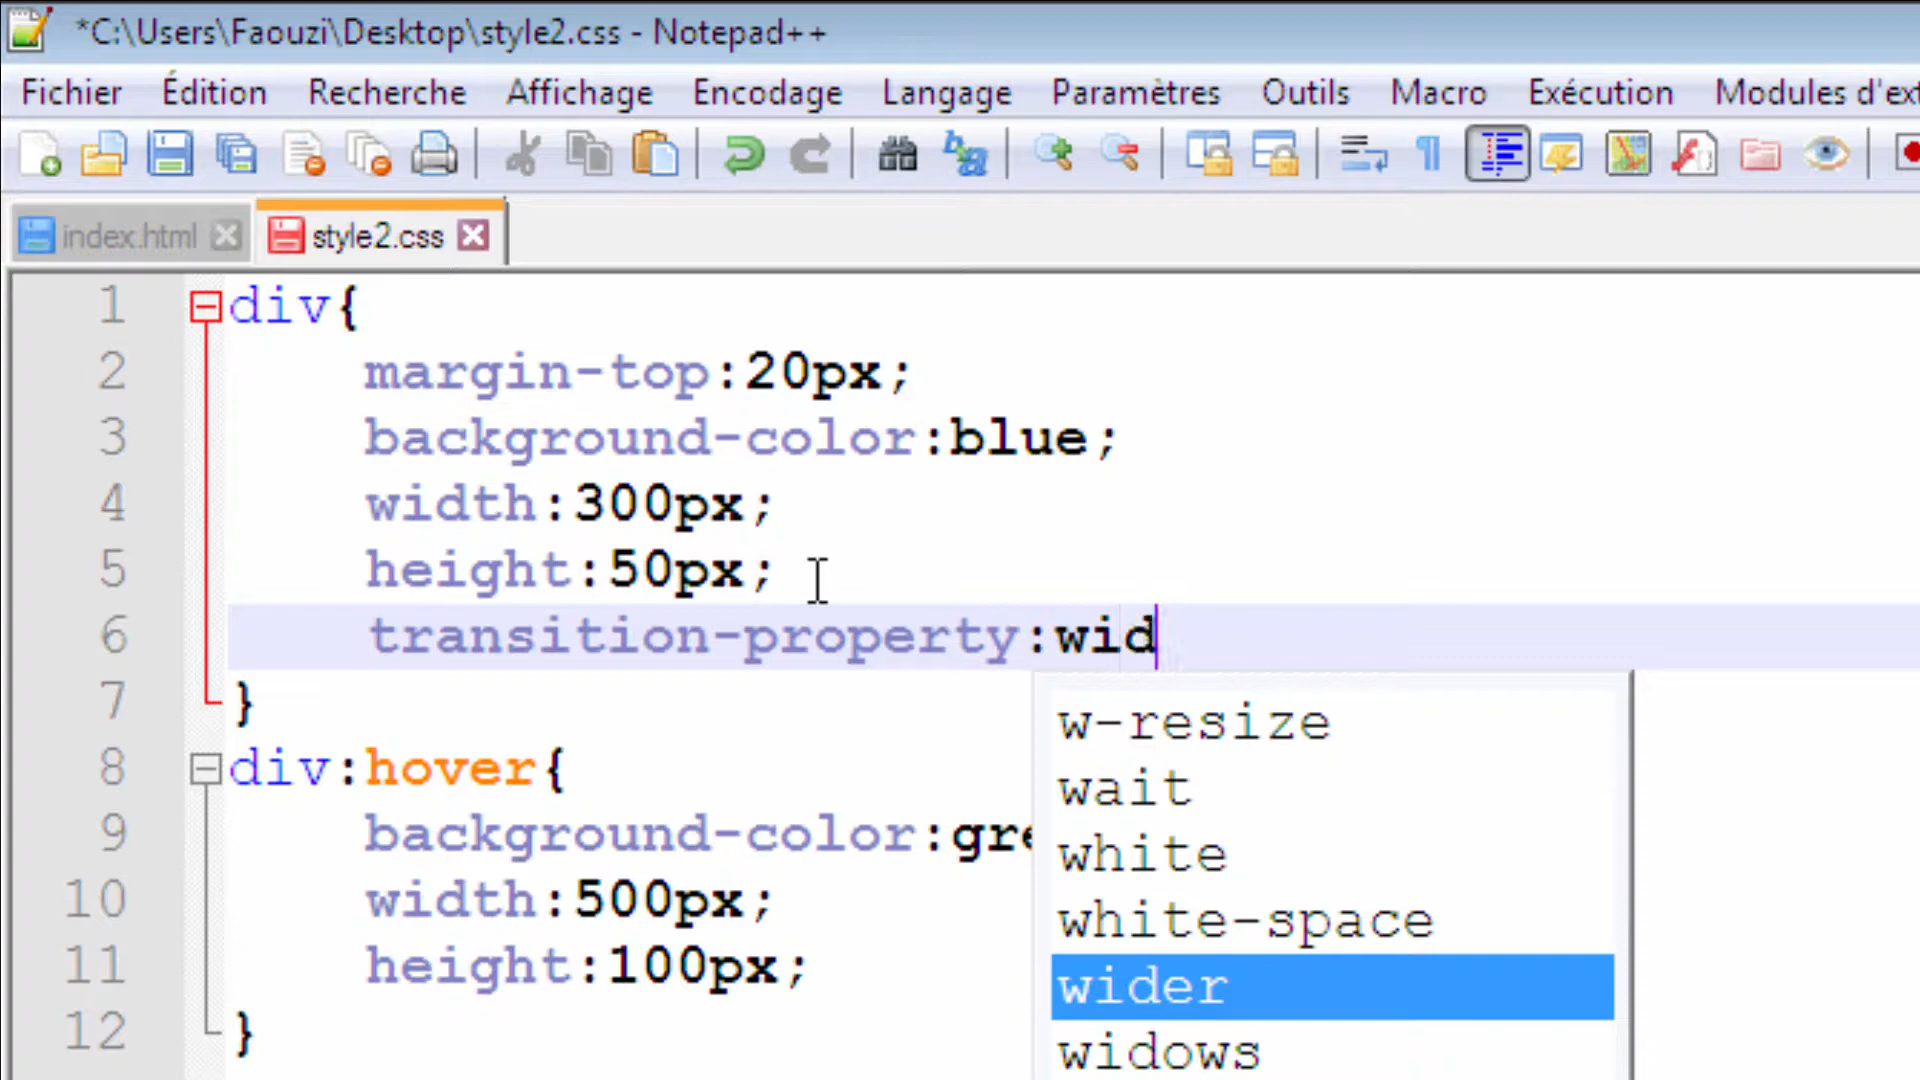 *C:\Users\Faouzi\Desktop\style2.css - Notepad++
Fichier Édition Recherche Affichage Encodage Langage Paramètres Outils Macro Exécution Modules d'ext
index.html style2.css
1 div{
2 margin-top:20px;
3 background-color:blue;
4 width:300px;
5 height:50px;
6 transition-property:wid
7 }
8 div:hover{
9 background-color:gre
10 width:500px;
11 height:100px;
12 }
w-resize
wait
white
white-space
wider
widows